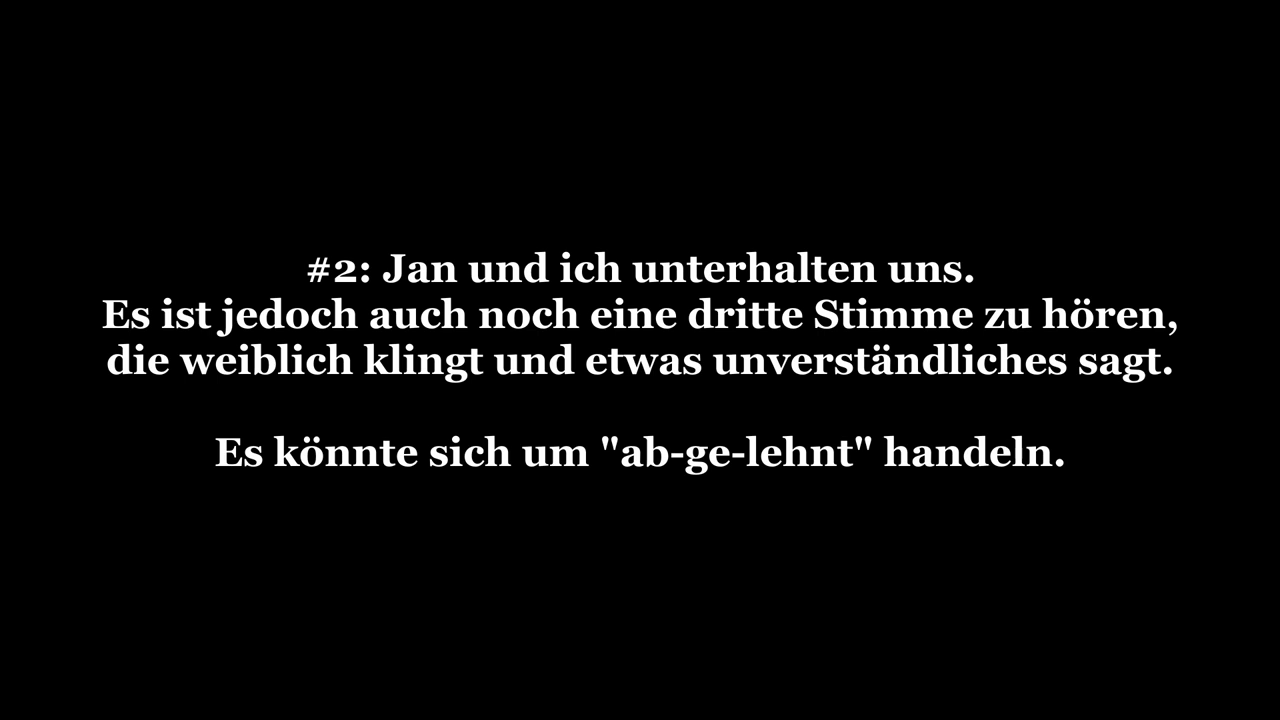 #2: Jan und ich unterhalten uns.
Es ist jedoch auch noch eine dritte Stimme zu hören,
die weiblich klingt und etwas unverständliches sagt.
Es könnte sich um "ab-ge-lehnt" handeln.